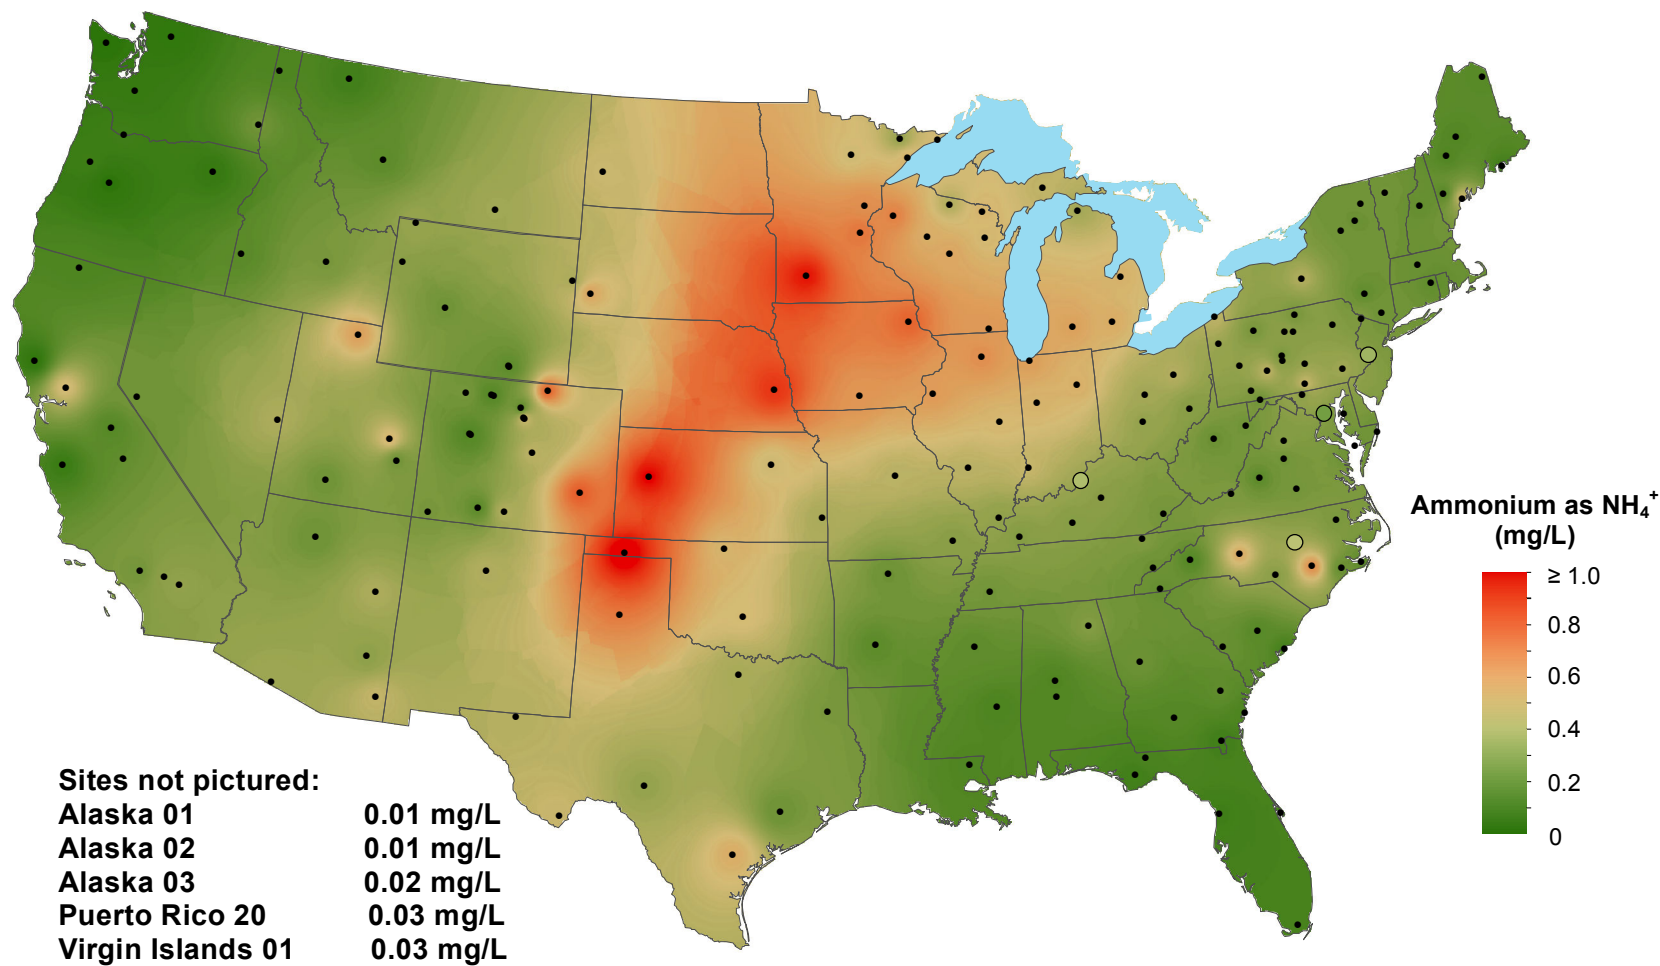 Ammonium as NH₄⁺
(mg/L)
≥ 1.0
0.8
0.6
0.4
0.2
0
Sites not pictured:
Alaska 01 0.01 mg/L
Alaska 02 0.01 mg/L
Alaska 03 0.02 mg/L
Puerto Rico 20 0.03 mg/L
Virgin Islands 01 0.03 mg/L